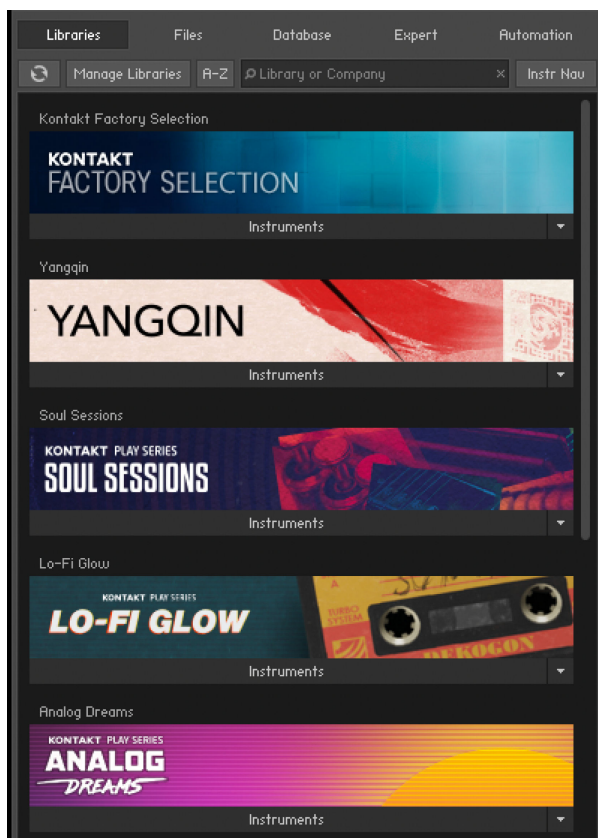 Libraries Files Database Expert Automation
Manage Libraries A-Z Library or Company × Instr Nav
Kontakt Factory Selection
KONTAKT
FACTORY SELECTION
Instruments
Yangqin
YANGQIN
Instruments
Soul Sessions
KONTAKT PLAY SERIES
SOUL SESSIONS
Instruments
Lo-Fi Glow
KONTAKT PLAY SERIES
LO-FI GLOW
A
TURBO
SYSTEM
DEKOGON
Instruments
Analog Dreams
KONTAKT PLAY SERIES
ANALOG
DREAMS
Instruments